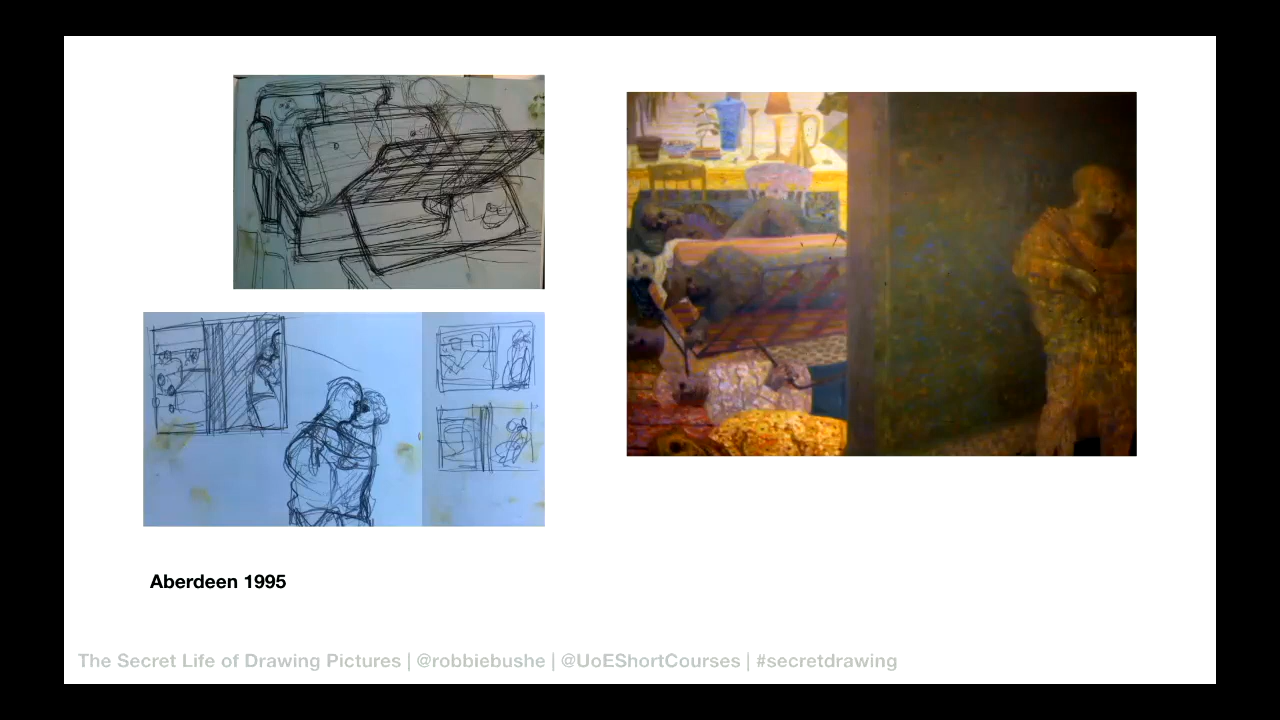 Aberdeen 1995
The Secret Life of Drawing Pictures | @robbiebushe | @UoEShortCourses | #secretdrawing